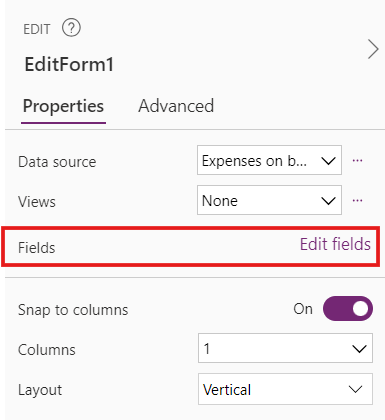 EDIT ?
EditForm1
Properties Advanced
Data source Expenses on b... ...
Views None ...
Fields Edit fields
Snap to columns On
Columns 1
Layout Vertical